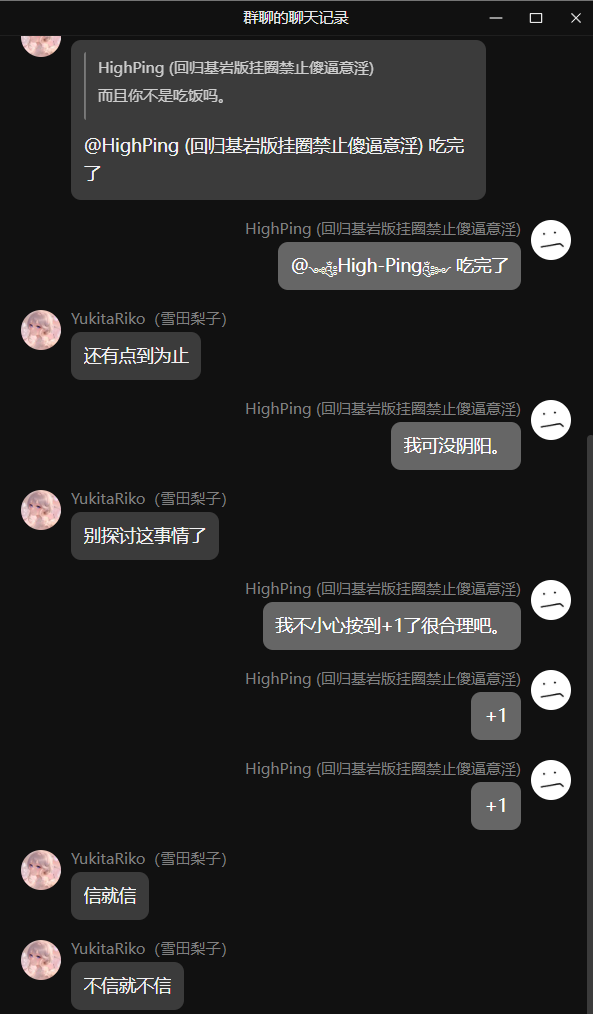 群聊的聊天记录
HighPing (回归基岩版挂圈禁止傻逼意淫)
而且你不是吃饭吗。
@HighPing (回归基岩版挂圈禁止傻逼意淫) 吃完
了
HighPing (回归基岩版挂圈禁止傻逼意淫)
@High-Ping 吃完了
YukitaRiko（雪田梨子）
还有点到为止
HighPing (回归基岩版挂圈禁止傻逼意淫)
我可没阴阳。
YukitaRiko（雪田梨子）
别探讨这事情了
HighPing (回归基岩版挂圈禁止傻逼意淫)
我不小心按到+1了很合理吧。
HighPing (回归基岩版挂圈禁止傻逼意淫)
+1
HighPing (回归基岩版挂圈禁止傻逼意淫)
+1
YukitaRiko（雪田梨子）
信就信
YukitaRiko（雪田梨子）
不信就不信